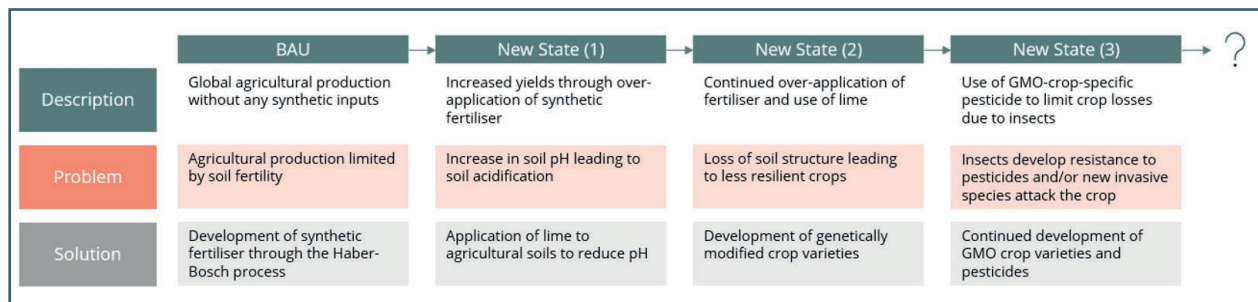 BAU
New State (1)
New State (2)
New State (3)
?
Description
Global agricultural production
without any synthetic inputs
Increased yields through over-
application of synthetic
fertiliser
Continued over-application of
fertiliser and use of lime
Use of GMO-crop-specific
pesticide to limit crop losses
due to insects
Problem
Agricultural production limited
by soil fertility
Increase in soil pH leading to
soil acidification
Loss of soil structure leading
to less resilient crops
Insects develop resistance to
pesticides and/or new invasive
species attack the crop
Solution
Development of synthetic
fertiliser through the Haber-
Bosch process
Application of lime to
agricultural soils to reduce pH
Development of genetically
modified crop varieties
Continued development of
GMO crop varieties and
pesticides